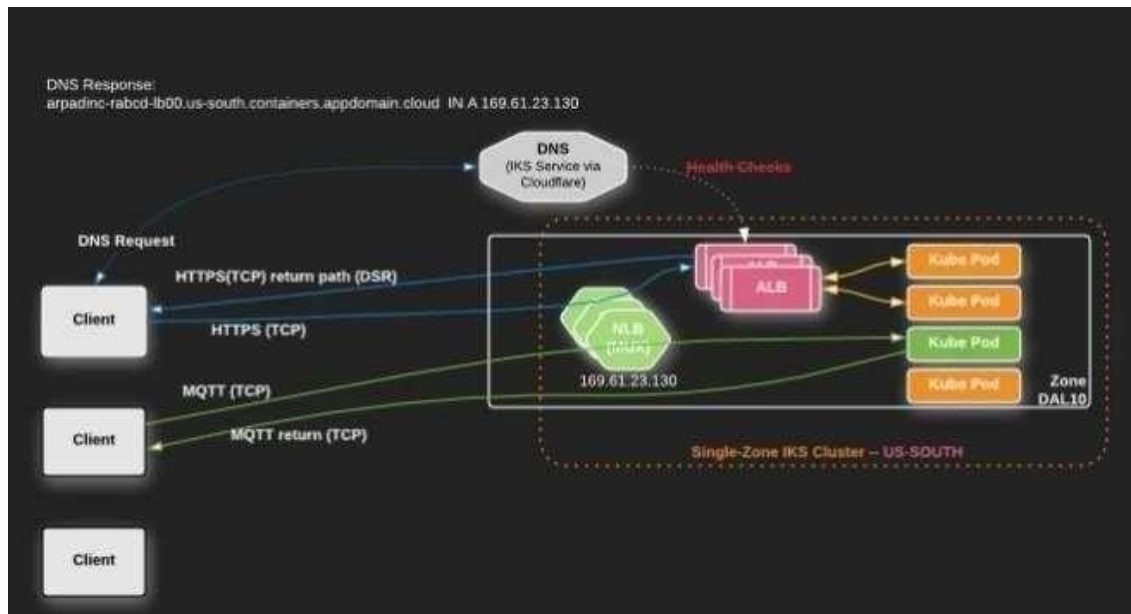 DNS Response:
arpadinc-rabcd-lb00.us-south.containers.appdomain.cloud IN A 169.61.23.130
DNS
(IKS Service via
Cloudflare)
Health Checks
DNS Request
HTTPS(TCP) return path (DSR)
ALB
ALB
Kube Pod
Client
HTTPS (TCP)
NLB
(MUX)
Kube Pod
Kube Pod
169.61.23.130
MQTT (TCP)
Kube Pod
Zone
DAL10
Client
MQTT return (TCP)
Single-Zone IKS Cluster -- US-SOUTH
Client